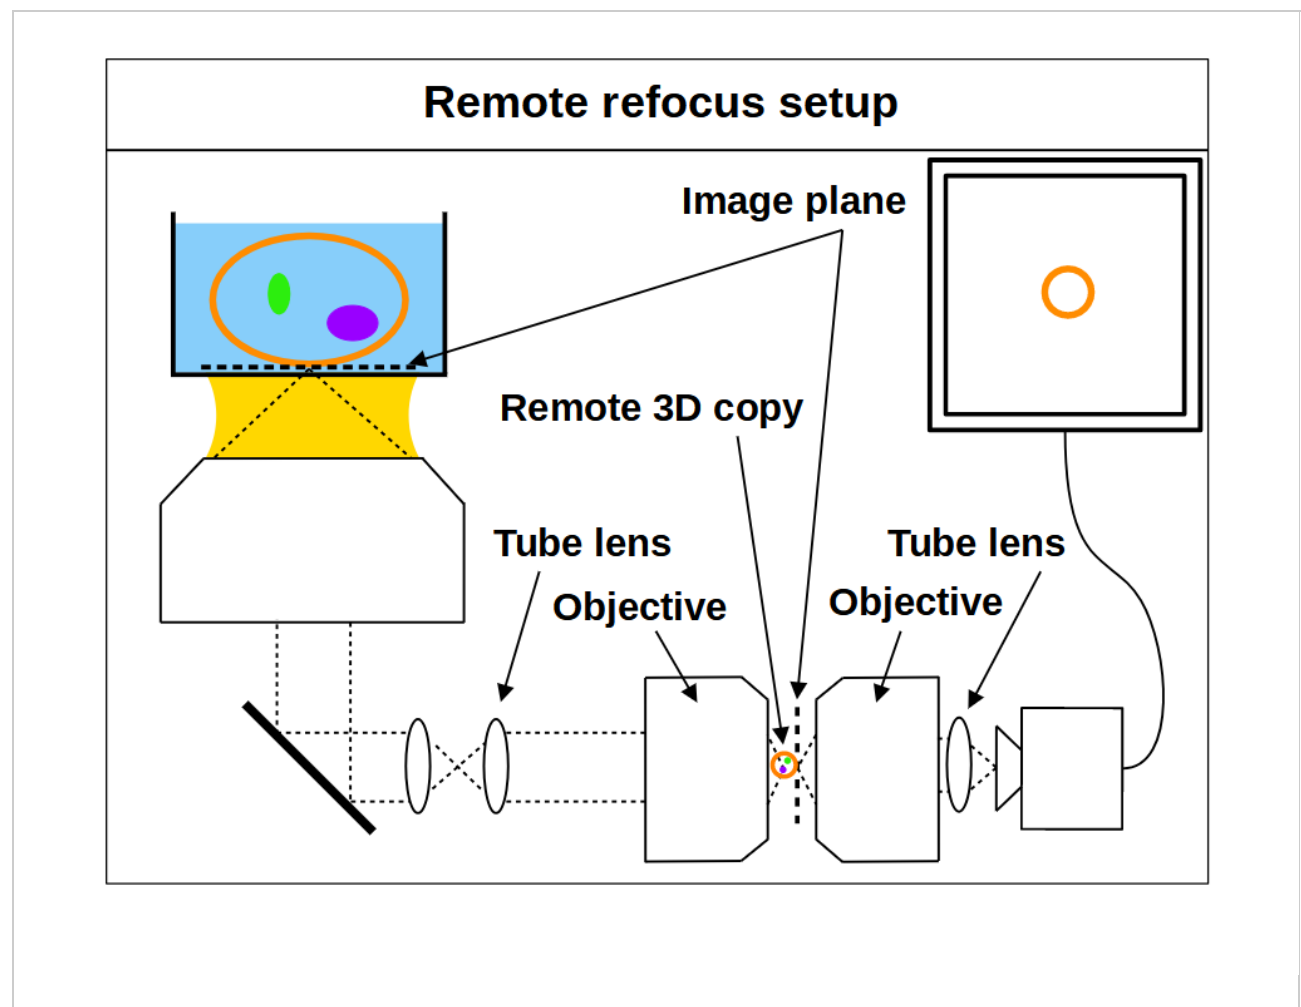 Remote refocus setup
Image plane
Remote 3D copy
Tube lens
Tube lens
Objective
Objective